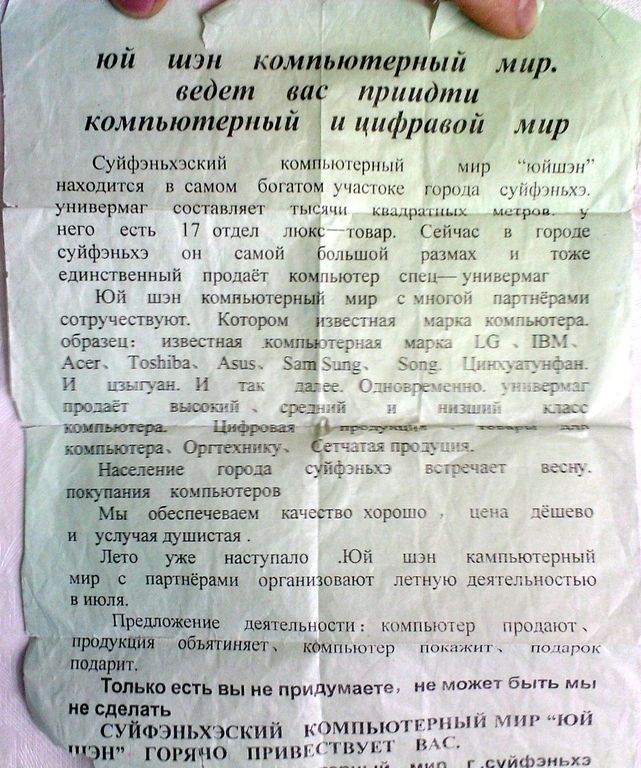 юй шэн компьютерный мир.
ведет вас приидти
компьютерный и цифравой мир
Суйфэньхэский компьютерный мир “юйшэн”
находится в самом богатом участоке города суйфэньхэ.
универмаг составляет тысячи квадратных метров. у
него есть 17 отдел люкс—товар. Сейчас в городе
суйфэньхэ он самой большой размах и тоже
единственный продаёт компьютер спец— универмаг
Юй шэн компьютерный мир с многой партнёрами
сотручествуют. Котором известная марка компьютера.
образец: известная компьютерная марка LG 、IBM、
Acer、 Toshiba、 Asus、 Sam Sung、 Song. Цинхуатунфан.
И цзыгуан. И так далее. Одновременно. универмаг
продаёт высокий 、 средний и низший класс
компьютера. Цифровая продукция 、 товары для
компьютера、 Оргтехнику、 Сетчатая продуция.
Население города суйфэньхэ встречает весну.
покупания компьютеров
Мы обеспечеваем качество хорошо , цена дёшево
и услучая душистая .
Лето уже наступало .Юй шэн кампьютерный
мир с партнёрами организовают летную деятельностью
в июля.
Предложение деятельности: компьютер продают、
продукция объятиняет、 компьютер покажит、 подарок
подарит.
Только есть вы не придумаете, не может быть мы
не сделать
СУЙФЭНЬХЭСКИЙ КОМПЬЮТЕРНЫЙ МИР “ЮЙ
ШЭН” ГОРЯЧО ПРИВЕСТВУЕТ ВАС.
мир г.суйфэньхэ